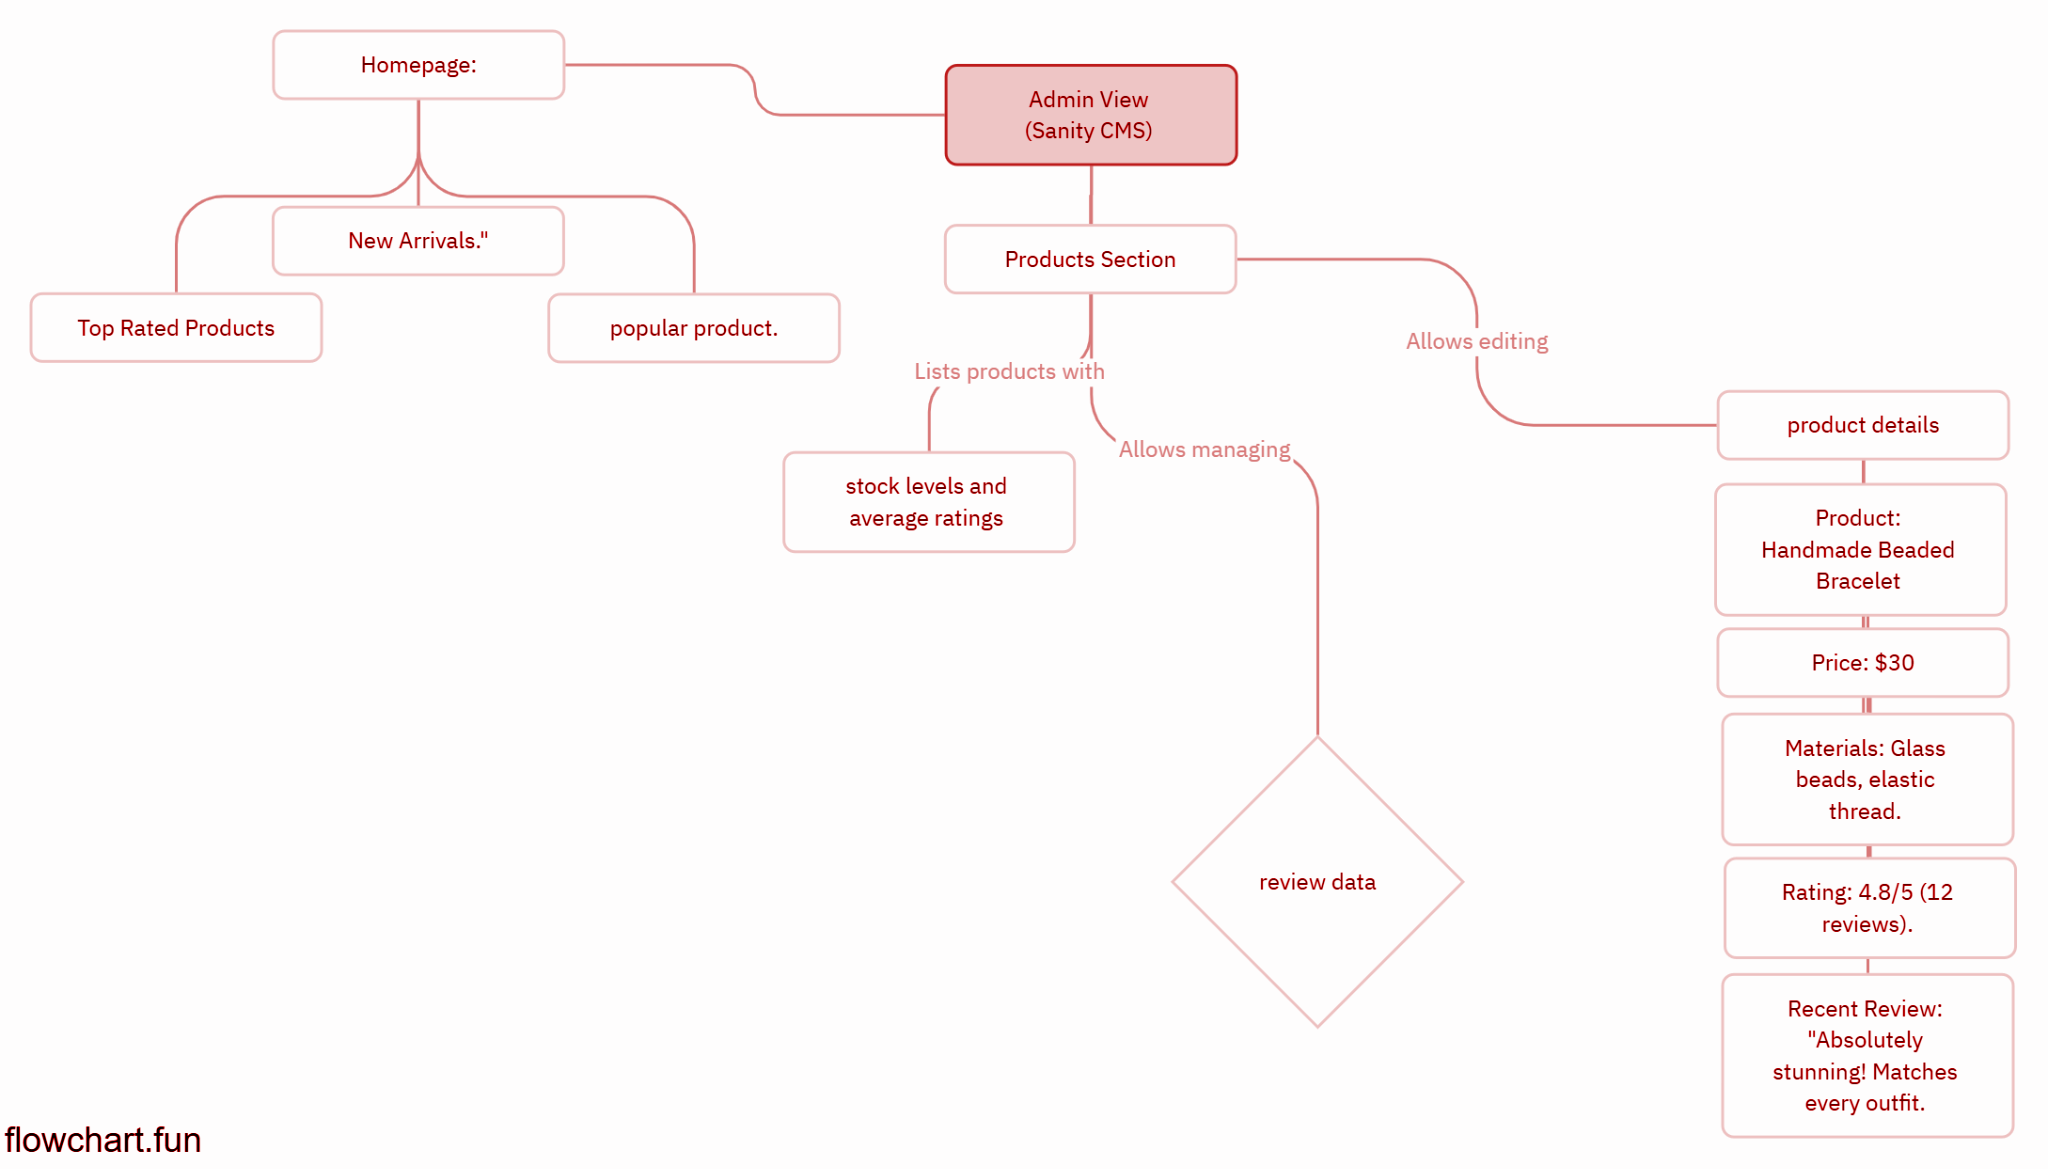 Homepage:
Admin View
(Sanity CMS)
New Arrivals."
Products Section
Top Rated Products
popular product.
Allows editing
Lists products with
product details
Allows managing
stock levels and
average ratings
Product:
Handmade Beaded
Bracelet
Price: $30
Materials: Glass
beads, elastic
thread.
review data
Rating: 4.8/5 (12
reviews).
Recent Review:
"Absolutely
stunning! Matches
every outfit.
flowchart.fun